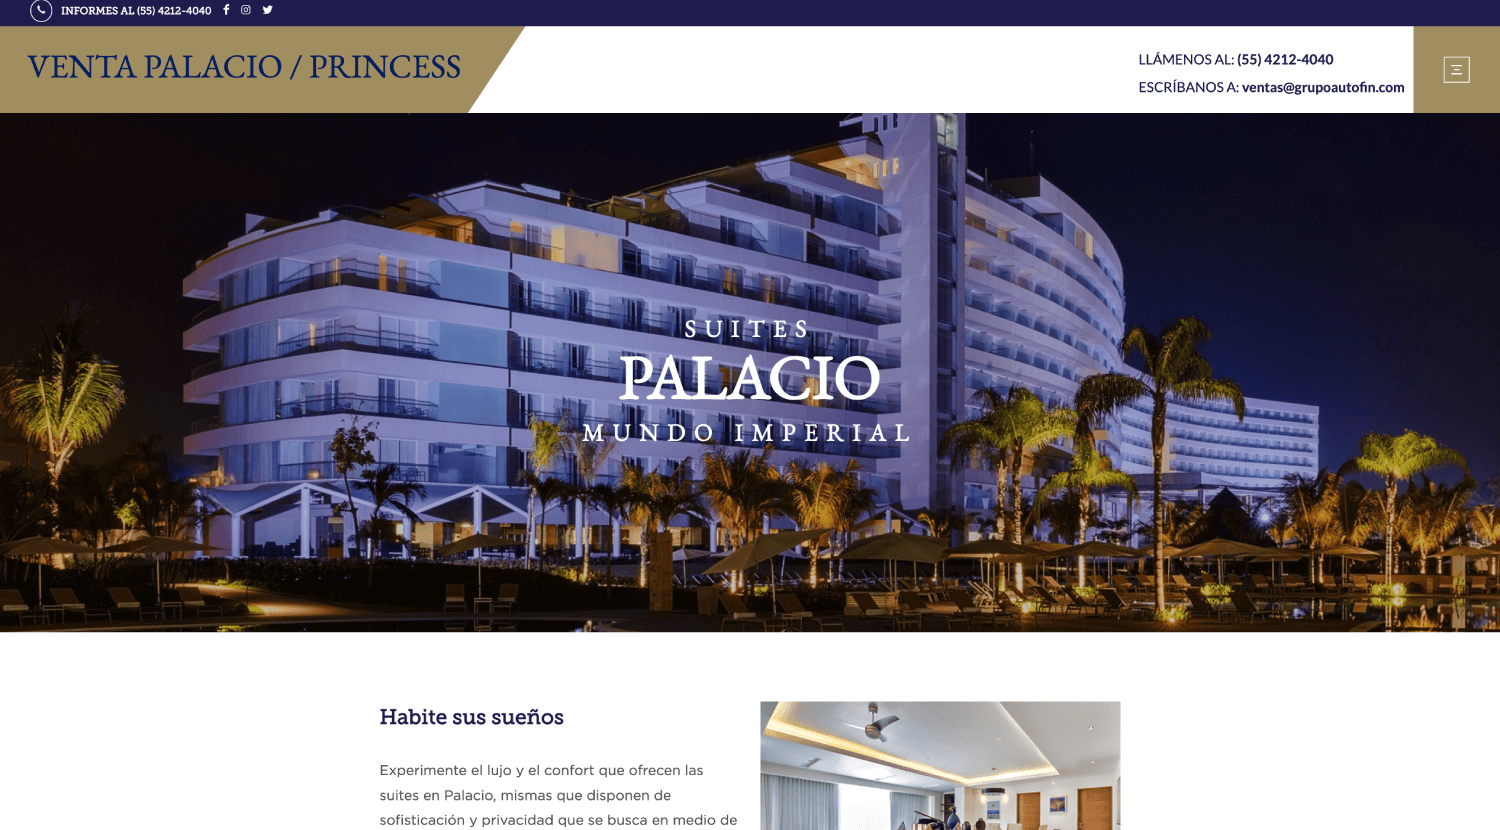 INFORMES AL (55) 4212-4040
VENTA PALACIO / PRINCESS
LLÁMENOS AL: (55) 4212-4040
ESCRÍBANOS A: ventas@grupoautofin.com
SUITES
PALACIO
MUNDO IMPERIAL
Habite sus sueños
Experimente el lujo y el confort que ofrecen las
suites en Palacio, mismas que disponen de
sofisticación y privacidad que se busca en medio de